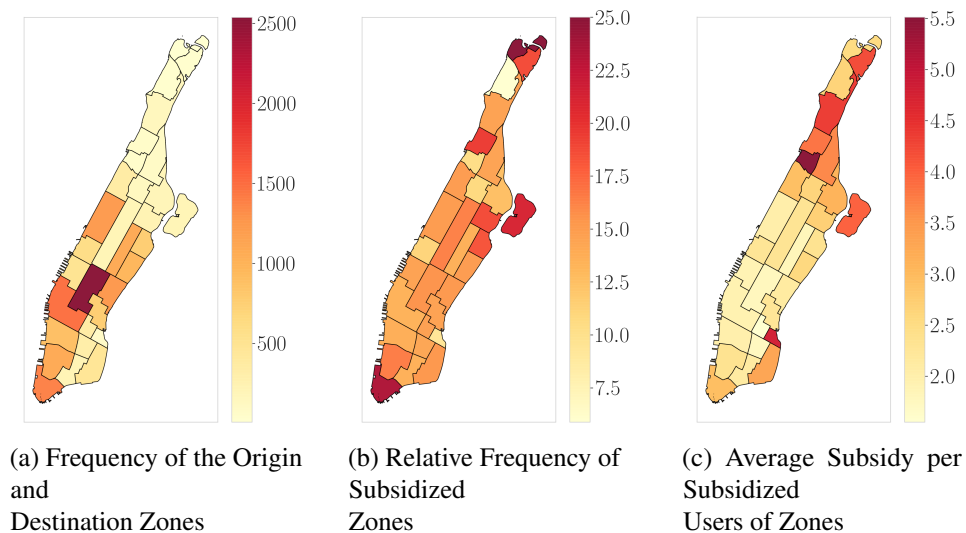 2500
2000
1500
1000
500
25.0
22.5
20.0
17.5
15.0
12.5
10.0
7.5
5.5
5.0
4.5
4.0
3.5
3.0
2.5
2.0
(a) Frequency of the Origin
and
Destination Zones
(b) Relative Frequency of
Subsidized
Zones
(c) Average Subsidy per
Subsidized
Users of Zones